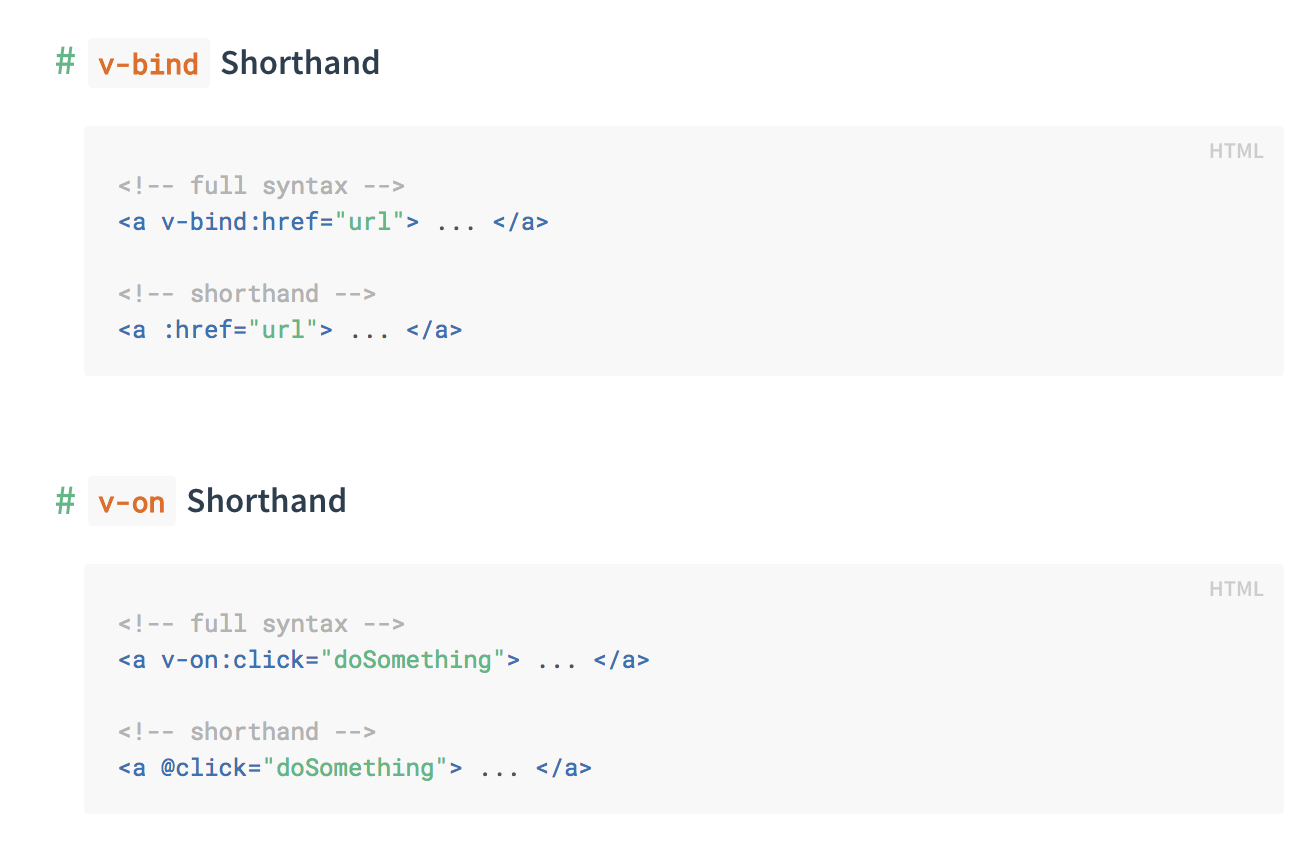 # v-bind Shorthand
HTML
<!-- full syntax -->
<a v-bind:href="url"> ... </a>
<!-- shorthand -->
<a :href="url"> ... </a>
# v-on Shorthand
HTML
<!-- full syntax -->
<a v-on:click="doSomething"> ... </a>
<!-- shorthand -->
<a @click="doSomething"> ... </a>